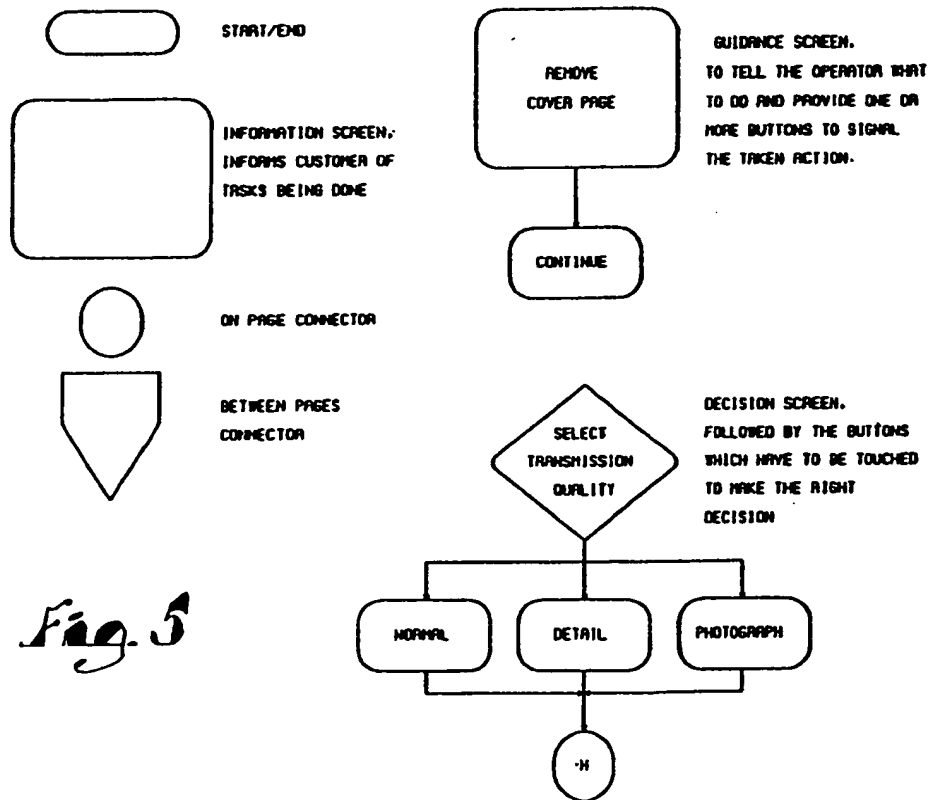 START/END
INFORMATION SCREEN.
INFORMS CUSTOMER OF
TASKS BEING DONE
ON PAGE CONNECTOR
BETWEEN PAGES
CONNECTOR
REMOVE
COVER PAGE
CONTINUE
GUIDANCE SCREEN.
TO TELL THE OPERATOR WHAT
TO DO AND PROVIDE ONE OR
MORE BUTTONS TO SIGNAL
THE TAKEN ACTION.
SELECT
TRANSMISSION
QUALITY
DECISION SCREEN.
FOLLOWED BY THE BUTTONS
WHICH HAVE TO BE TOUCHED
TO MAKE THE RIGHT
DECISION
NORMAL
DETAIL
PHOTOGRAPH
·H
Fig. 5